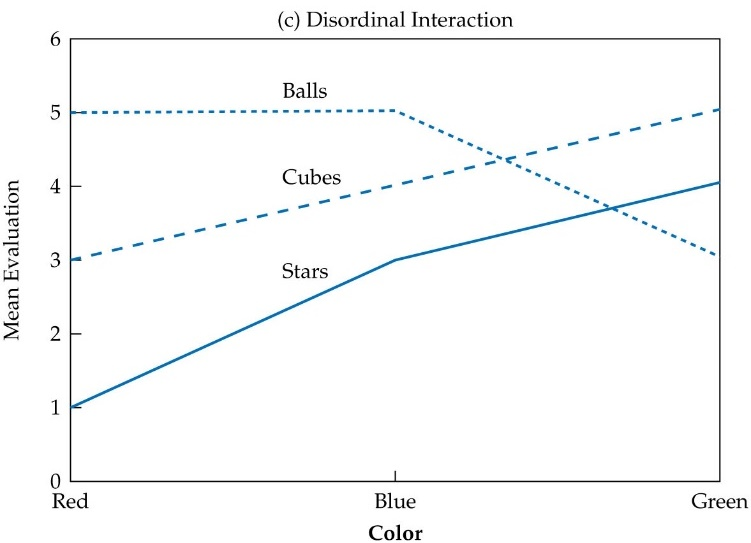 (c) Disordinal Interaction
6
5
4
3
2
1
0
Mean Evaluation
Balls
Cubes
Stars
Red
Blue
Green
Color